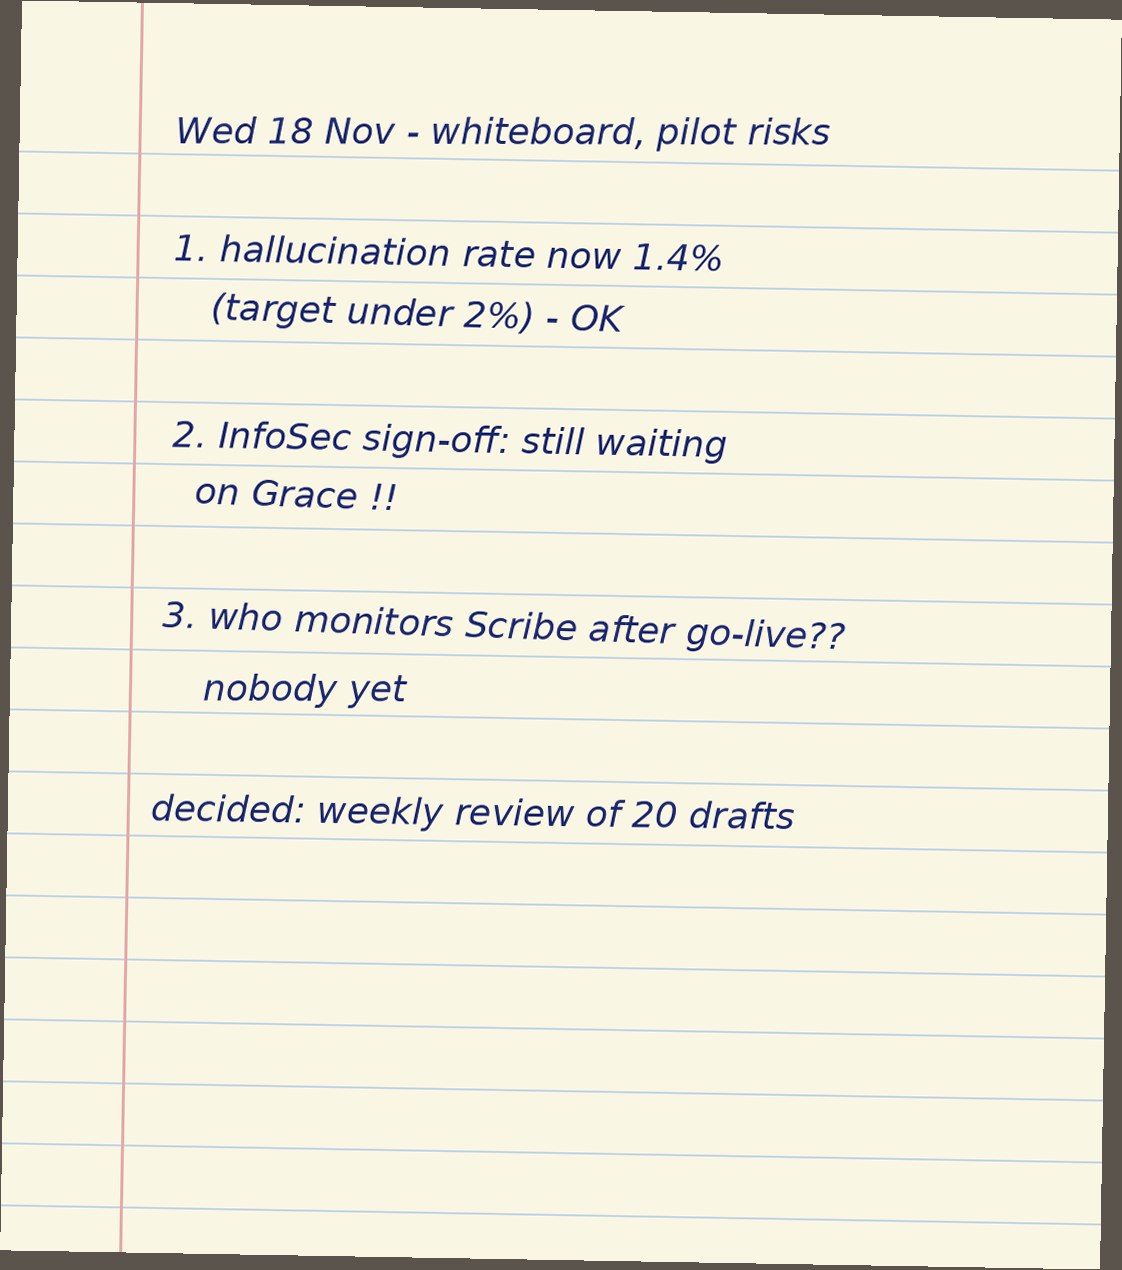 Wed 18 Nov - whiteboard, pilot risks
1. hallucination rate now 1.4%
(target under 2%) - OK
2. InfoSec sign-off: still waiting
on Grace !!
3. who monitors Scribe after go-live??
nobody yet
decided: weekly review of 20 drafts